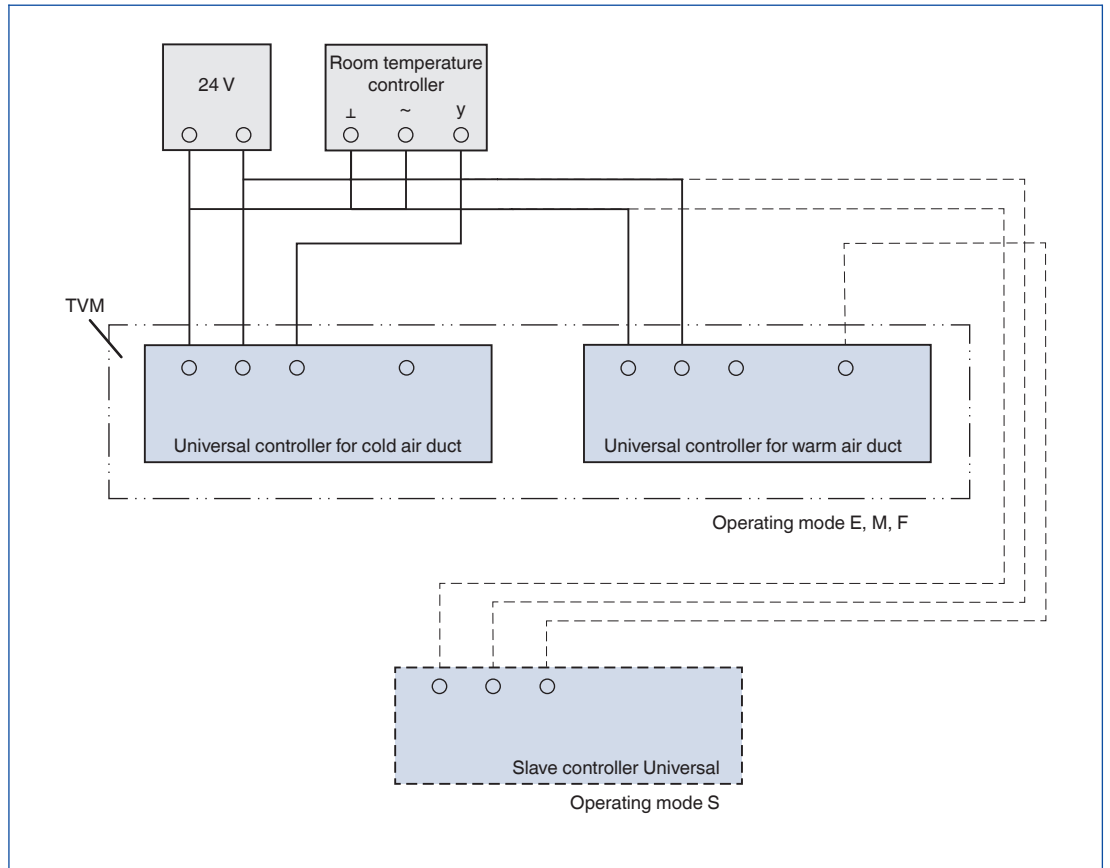 24 V
Room temperature
controller
⊥ ~ y
TVM
Universal controller for cold air duct
Universal controller for warm air duct
Operating mode E, M, F
Slave controller Universal
Operating mode S